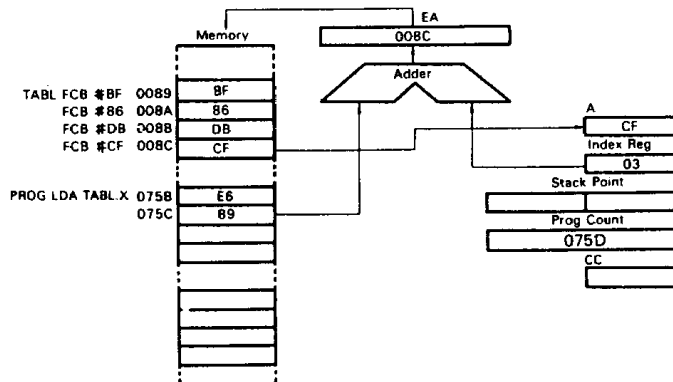 EA
Memory
008C
Adder
TABL FCB #BF 0089 BF
FCB #86 008A 86
FCB #DB 008B DB
FCB #CF 008C CF
A
CF
Index Reg
03
Stack Point
PROG LDA TABL.X 075B E6
075C 89
Prog Count
075D
CC